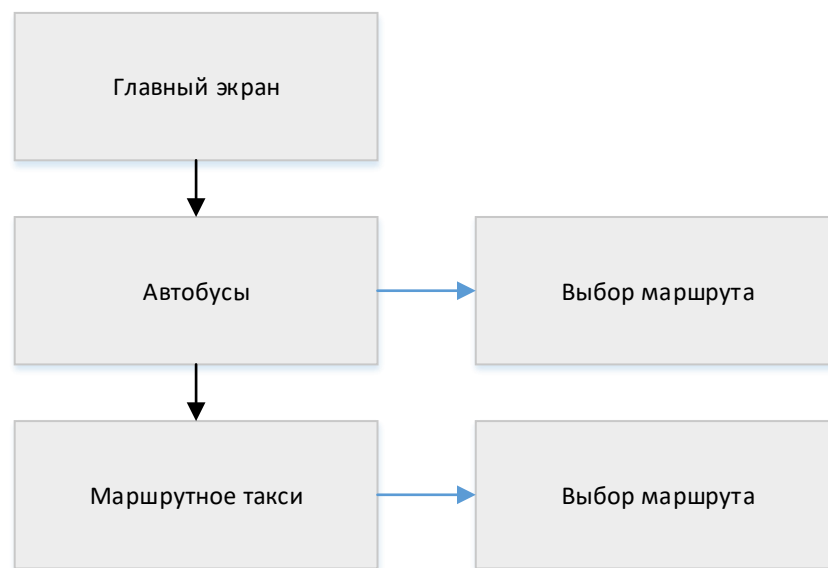 Главный экран
Автобусы
Выбор маршрута
Маршрутное такси
Выбор маршрута